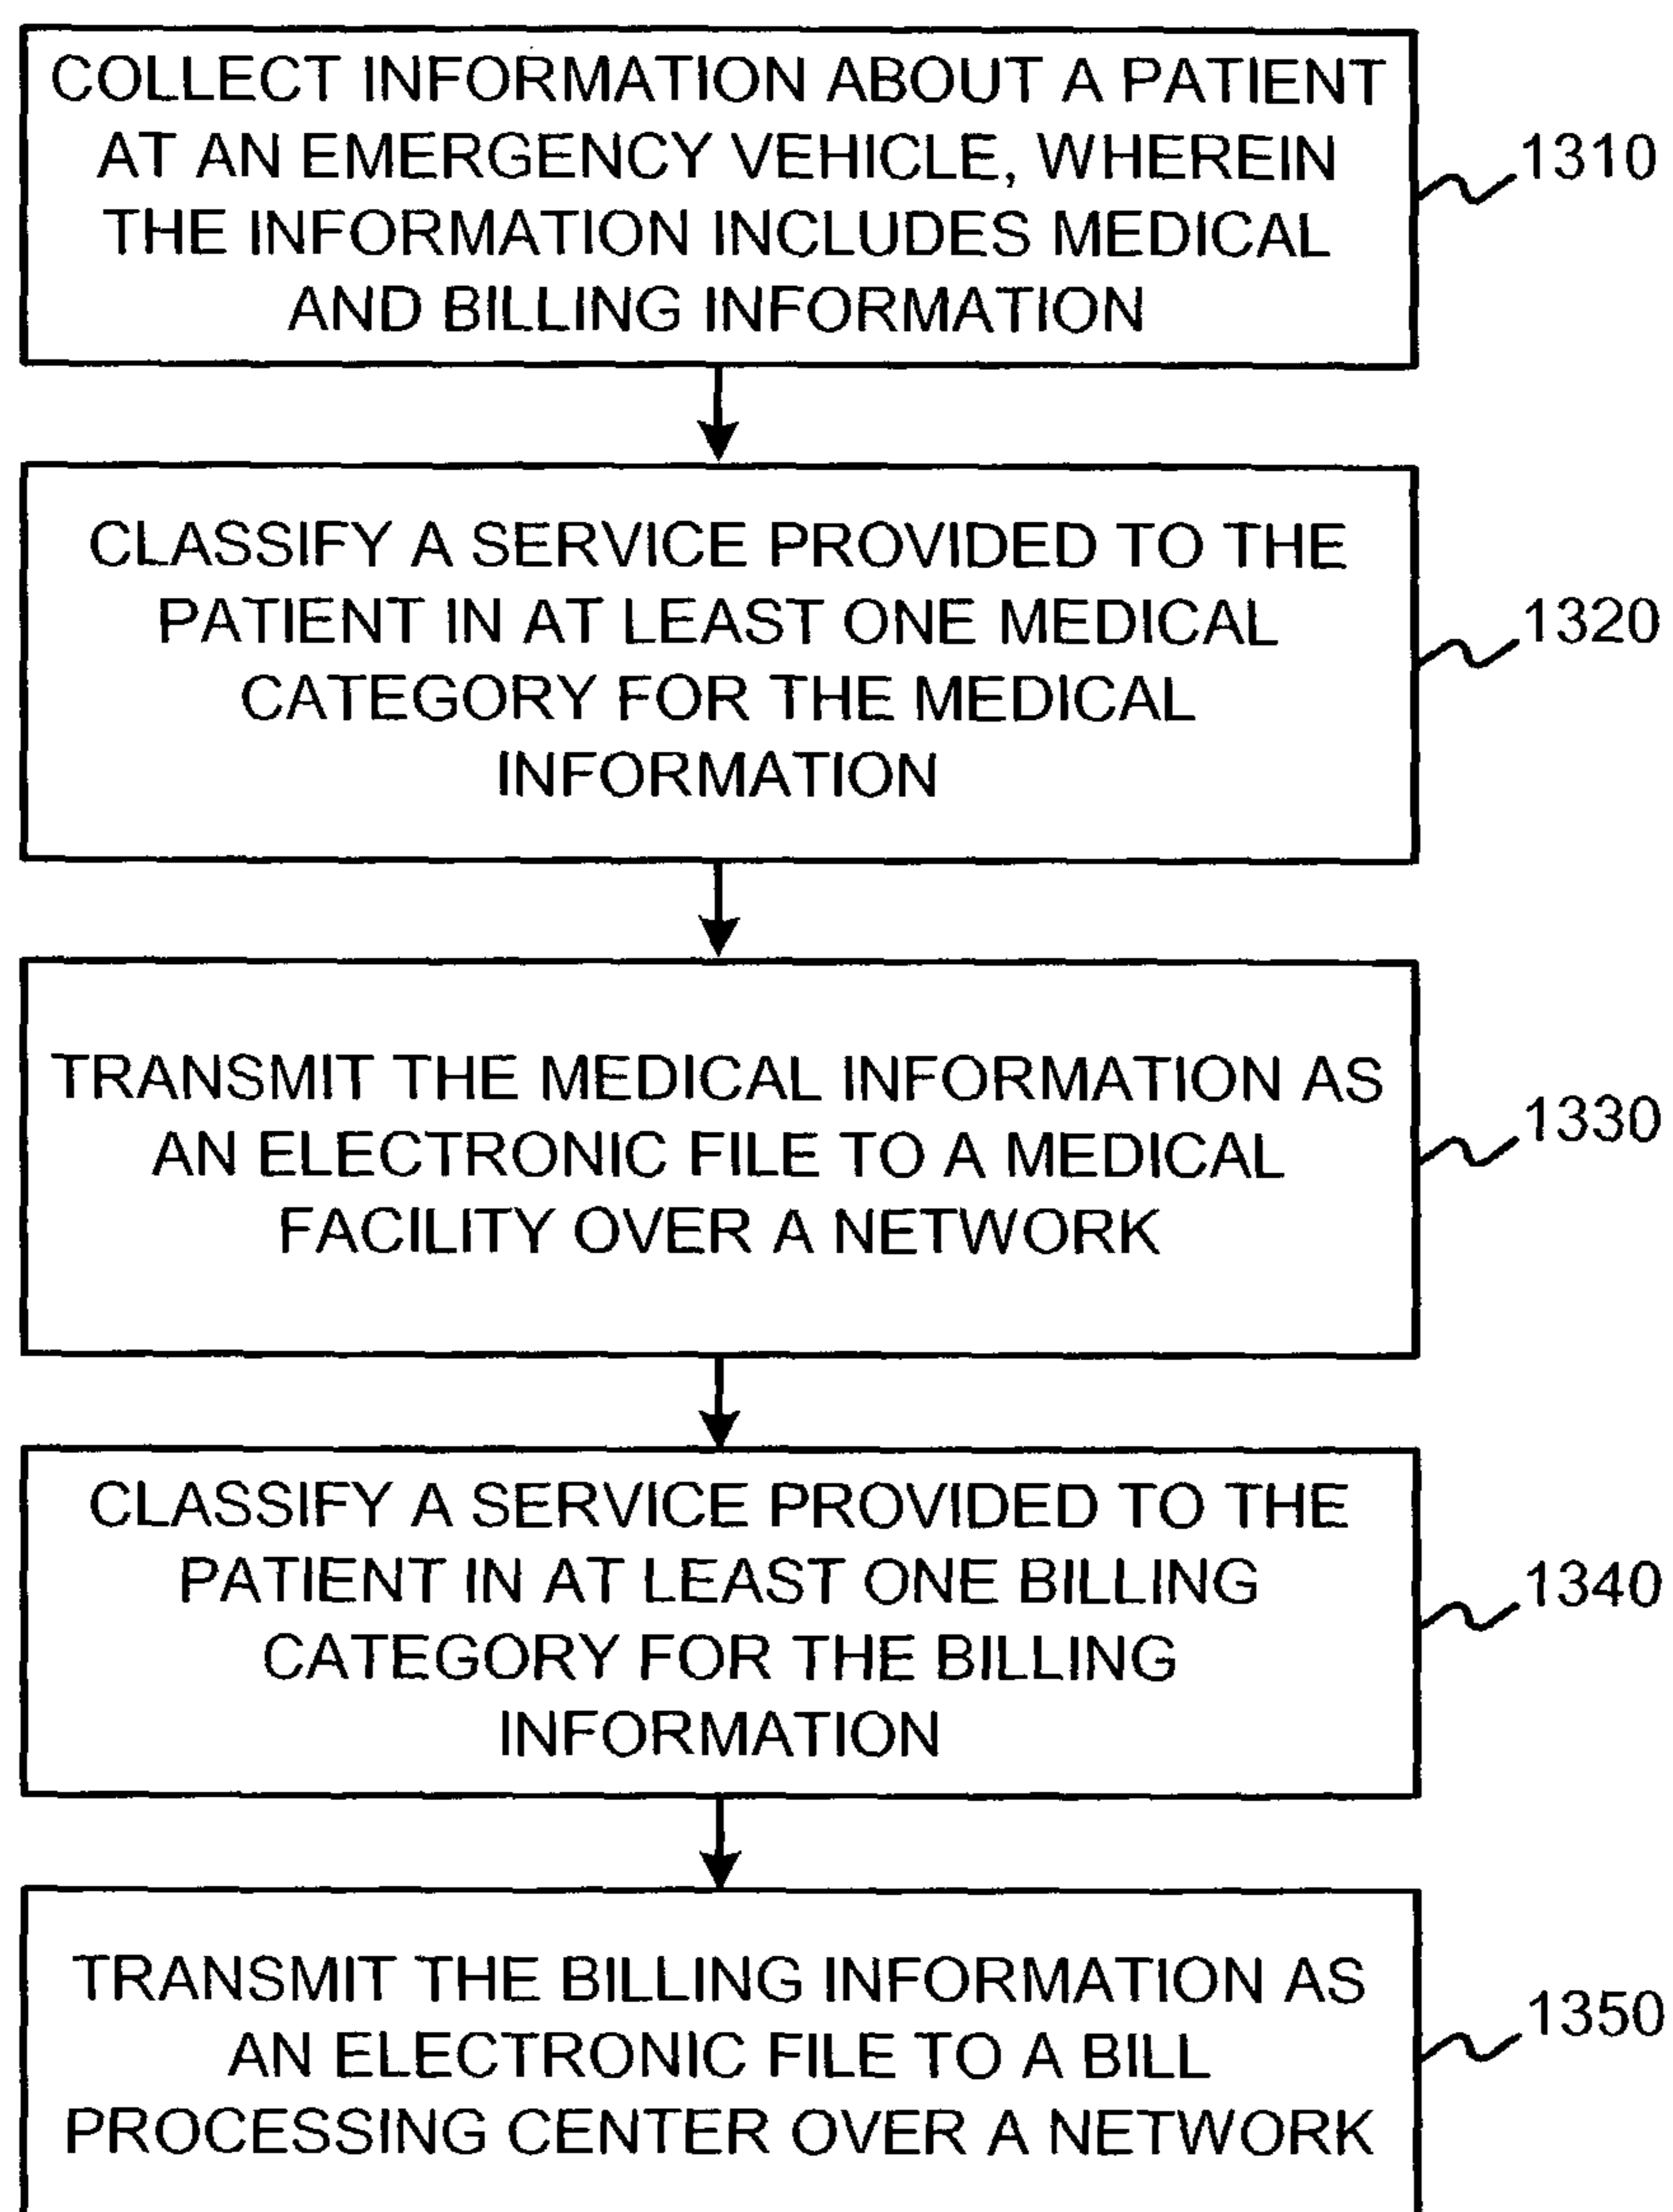 COLLECT INFORMATION ABOUT A PATIENT
AT AN EMERGENCY VEHICLE, WHEREIN
THE INFORMATION INCLUDES MEDICAL
AND BILLING INFORMATION
1310
CLASSIFY A SERVICE PROVIDED TO THE
PATIENT IN AT LEAST ONE MEDICAL
CATEGORY FOR THE MEDICAL
INFORMATION
1320
TRANSMIT THE MEDICAL INFORMATION AS
AN ELECTRONIC FILE TO A MEDICAL
FACILITY OVER A NETWORK
1330
CLASSIFY A SERVICE PROVIDED TO THE
PATIENT IN AT LEAST ONE BILLING
CATEGORY FOR THE BILLING
INFORMATION
1340
TRANSMIT THE BILLING INFORMATION AS
AN ELECTRONIC FILE TO A BILL
PROCESSING CENTER OVER A NETWORK
1350